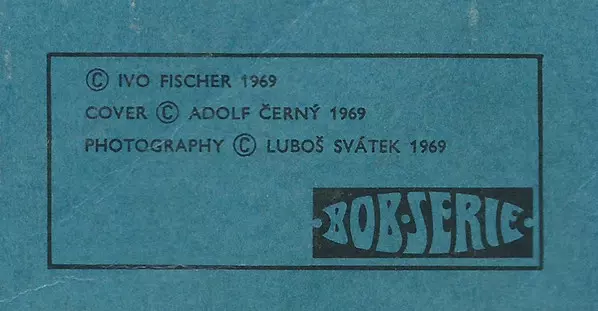 © IVO FISCHER 1969
COVER © ADOLF ČERNÝ 1969
PHOTOGRAPHY © LUBOŠ SVÁTEK 1969
·BOB·SERIE·